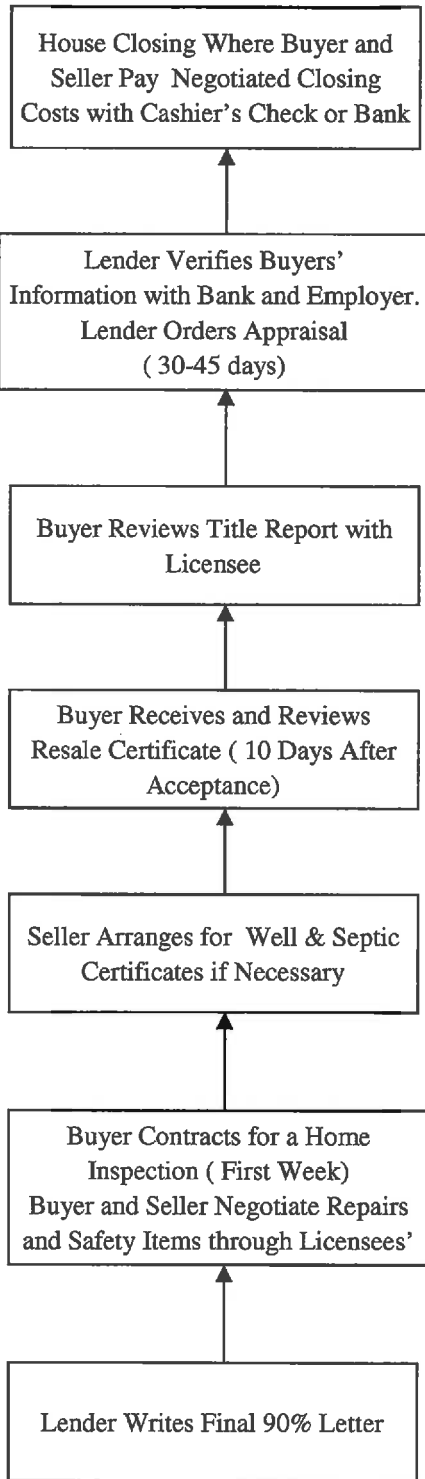 House Closing Where Buyer and
Seller Pay Negotiated Closing
Costs with Cashier's Check or Bank
Lender Verifies Buyers'
Information with Bank and Employer.
Lender Orders Appraisal
( 30-45 days)
Buyer Reviews Title Report with
Licensee
Buyer Receives and Reviews
Resale Certificate ( 10 Days After
Acceptance)
Seller Arranges for Well & Septic
Certificates if Necessary
Buyer Contracts for a Home
Inspection ( First Week)
Buyer and Seller Negotiate Repairs
and Safety Items through Licensees'
Lender Writes Final 90% Letter